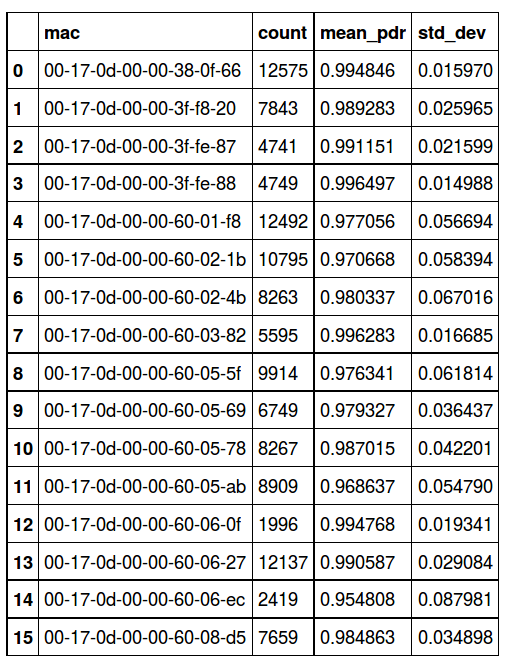 mac count mean_pdr std_dev
0 00-17-0d-00-00-38-0f-66 12575 0.994846 0.015970
1 00-17-0d-00-00-3f-f8-20 7843 0.989283 0.025965
2 00-17-0d-00-00-3f-fe-87 4741 0.991151 0.021599
3 00-17-0d-00-00-3f-fe-88 4749 0.996497 0.014988
4 00-17-0d-00-00-60-01-f8 12492 0.977056 0.056694
5 00-17-0d-00-00-60-02-1b 10795 0.970668 0.058394
6 00-17-0d-00-00-60-02-4b 8263 0.980337 0.067016
7 00-17-0d-00-00-60-03-82 5595 0.996283 0.016685
8 00-17-0d-00-00-60-05-5f 9914 0.976341 0.061814
9 00-17-0d-00-00-60-05-69 6749 0.979327 0.036437
10 00-17-0d-00-00-60-05-78 8267 0.987015 0.042201
11 00-17-0d-00-00-60-05-ab 8909 0.968637 0.054790
12 00-17-0d-00-00-60-06-0f 1996 0.994768 0.019341
13 00-17-0d-00-00-60-06-27 12137 0.990587 0.029084
14 00-17-0d-00-00-60-06-ec 2419 0.954808 0.087981
15 00-17-0d-00-00-60-08-d5 7659 0.984863 0.034898